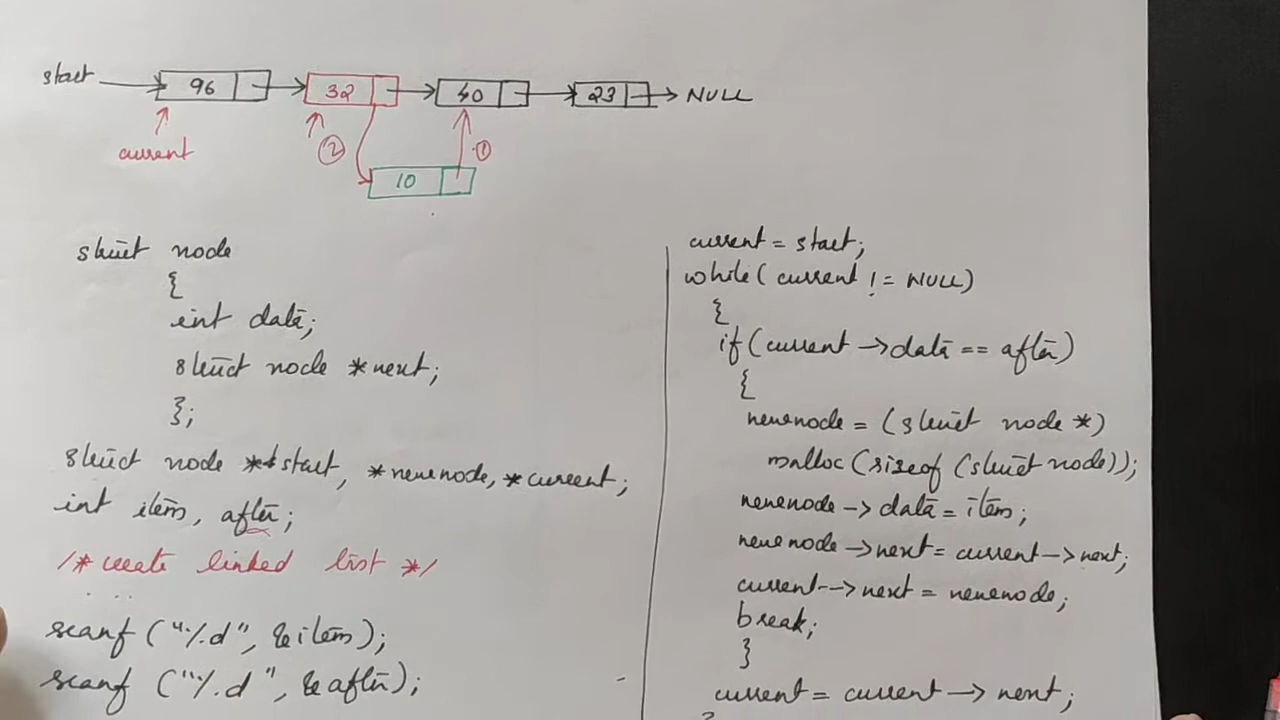 start 96 32 40 23 NULL
current ② ①
10
struct node
{
int data;
struct node *next;
};
struct node *start, *newnode, *current;
int item, after;
/* create linked list */
...
scanf ("%d", &item);
scanf ("%d", &after);
current = start;
while (current != NULL)
{
if (current->data == after)
{
newnode = (struct node *)
malloc (sizeof (struct node));
newnode -> data = item;
newnode ->next = current->next;
current->next = newnode;
break;
}
current = current -> next;
}